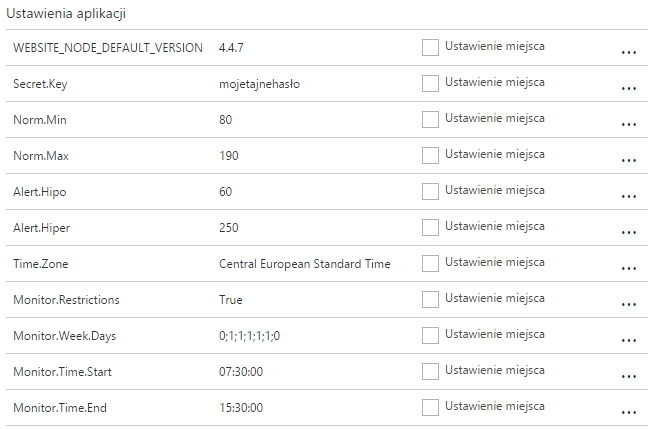 Ustawienia aplikacji
WEBSITE_NODE_DEFAULT_VERSION 4.4.7 Ustawienie miejsca ...
Secret.Key mojetajnehasło Ustawienie miejsca ...
Norm.Min 80 Ustawienie miejsca ...
Norm.Max 190 Ustawienie miejsca ...
Alert.Hipo 60 Ustawienie miejsca ...
Alert.Hiper 250 Ustawienie miejsca ...
Time.Zone Central European Standard Time Ustawienie miejsca ...
Monitor.Restrictions True Ustawienie miejsca ...
Monitor.Week.Days 0;1;1;1;1;1;0 Ustawienie miejsca ...
Monitor.Time.Start 07:30:00 Ustawienie miejsca ...
Monitor.Time.End 15:30:00 Ustawienie miejsca ...